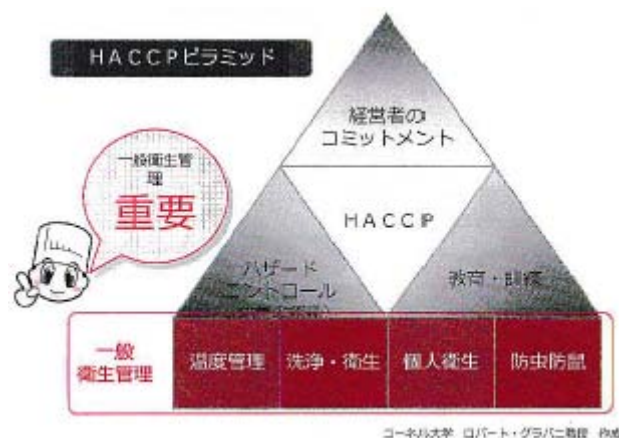 HACCPピラミッド
経営者の
コミットメント
一般衛生管
理
重要
HACCP
ハザード
コントロール
教育・訓練
一般
衛生管理
温度管理
洗浄・衛生
個人衛生
防虫防鼠
コーネル大学 ロバート・グラバニ教授 作成